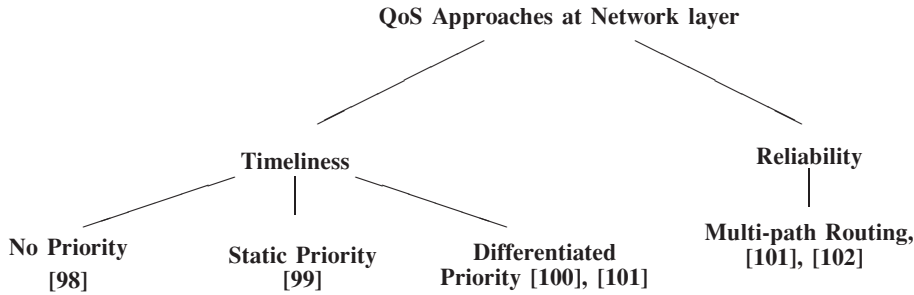 QoS Approaches at Network layer
Timeliness
Reliability
No Priority
[98]
Static Priority
[99]
Differentiated
Priority [100], [101]
Multi-path Routing,
[101], [102]